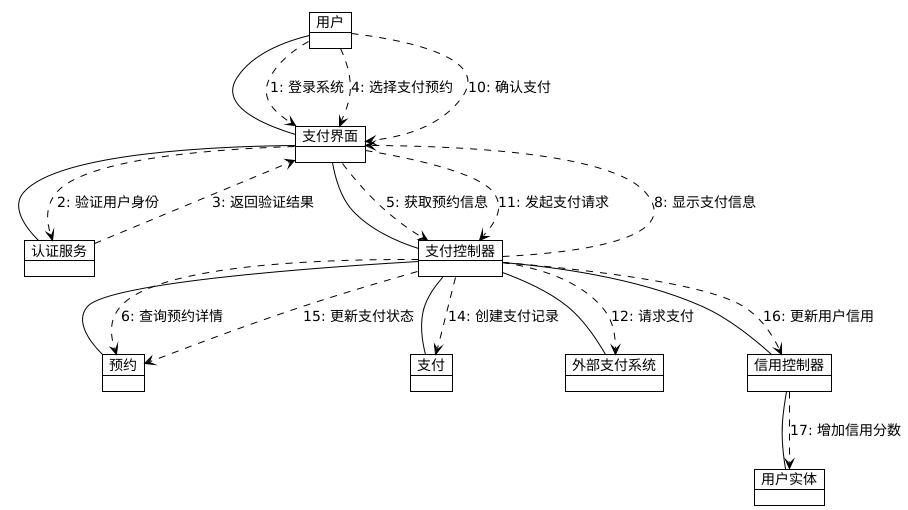 用户
1: 登录系统
4: 选择支付预约
10: 确认支付
支付界面
2: 验证用户身份
3: 返回验证结果
5: 获取预约信息
11: 发起支付请求
8: 显示支付信息
认证服务
支付控制器
6: 查询预约详情
15: 更新支付状态
14: 创建支付记录
12: 请求支付
16: 更新用户信用
预约
支付
外部支付系统
信用控制器
17: 增加信用分数
用户实体